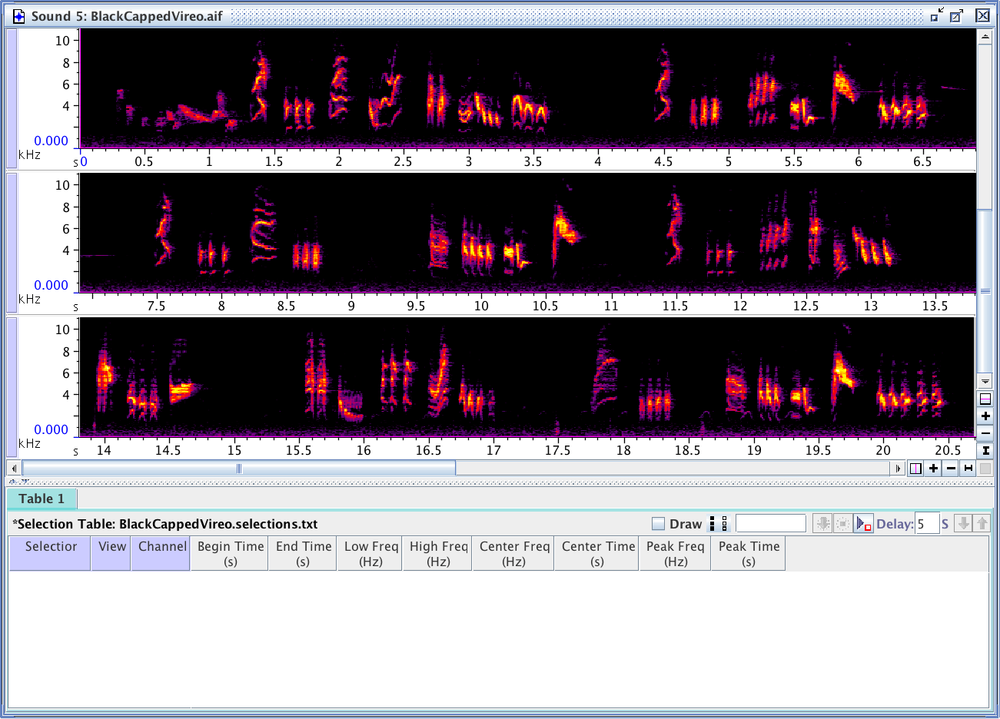 Sound 5: BlackCappedVireo.aif
10
8
6
4
0.000
kHz
s 0 0.5 1 1.5 2 2.5 3 3.5 4 4.5 5 5.5 6 6.5
10
8
6
4
0.000
kHz
s 7.5 8 8.5 9 9.5 10 10.5 11 11.5 12 12.5 13 13.5
10
8
6
4
0.000
kHz
s 14 14.5 15 15.5 16 16.5 17 17.5 18 18.5 19 19.5 20 20.5
Table 1
*Selection Table: BlackCappedVireo.selections.txt Draw Delay: 5 S
Selectior View Channel Begin Time End Time Low Freq High Freq Center Freq Center Time Peak Freq Peak Time
(s) (s) (Hz) (Hz) (Hz) (s) (Hz) (s)